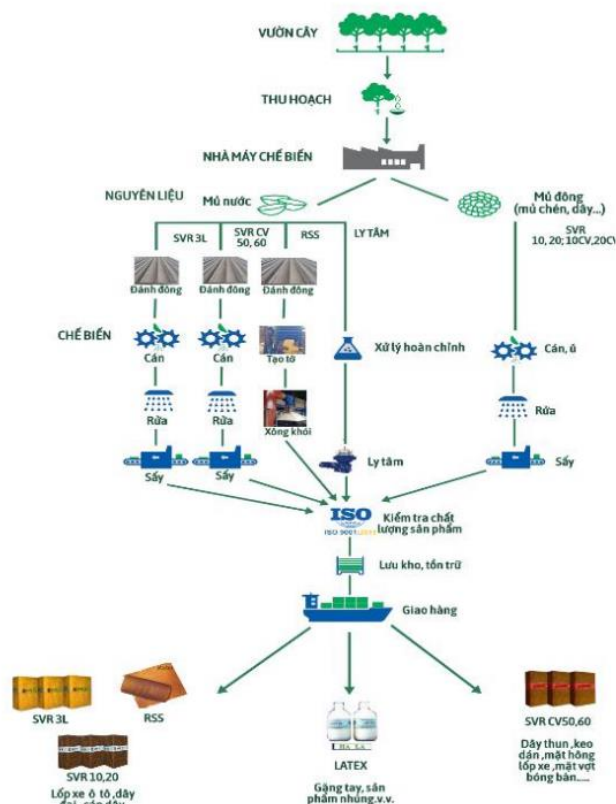 VƯỜN CÂY
THU HOẠCH
NHÀ MÁY CHẾ BIẾN
NGUYÊN LIỆU
Mủ nước
Mủ đông
(mủ chén, dây...)
SVR 3L
SVR CV
50, 60
RSS
LY TÂM
SVR
10, 20; 10CV,20CV
Đánh đông
Đánh đông
Đánh đông
CHẾ BIẾN
Cán
Cán
Tạo tờ
Xử lý hoàn chỉnh
Cán, ủ
Rửa
Rửa
Xông khói
Rửa
Sấy
Sấy
Ly tâm
Sấy
ISO
ISO 9001
Kiểm tra chất
lượng sản phẩm
Lưu kho, tồn trữ
Giao hàng
SVR 3L
RSS
SVR 10,20
Lốp xe ô tô ,dây
LATEX
Găng tay, sản
phẩm nhúng.v.v.
SVR CV50,60
Dây thun ,keo
dán ,mặt hông
lốp xe ,mặt vợt
bóng bàn.....